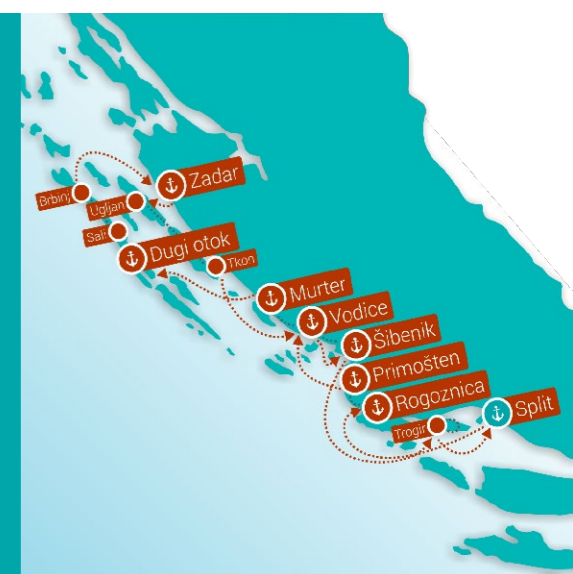 Zadar
Brbinj
Ugljan
Sali
Dugi otok
Tkon
Murter
Vodice
Šibenik
Primošten
Rogoznica
Split
Trogir